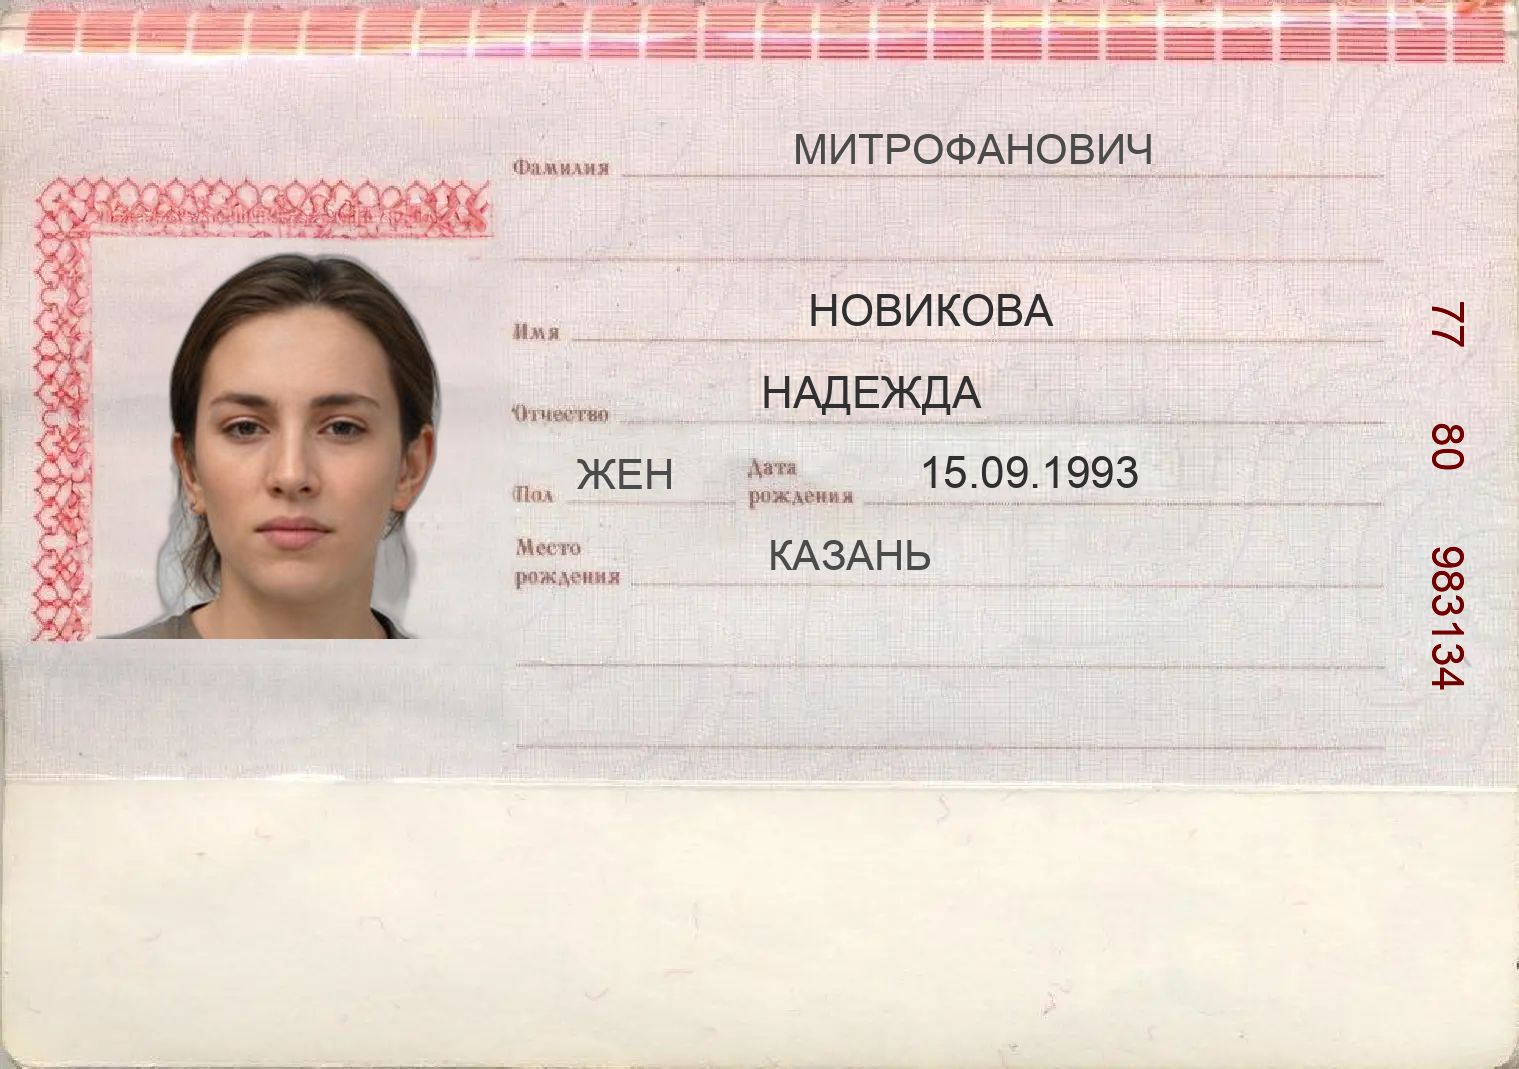 Фамилия МИТРОФАНОВИЧ
Имя НОВИКОВА
Отчество НАДЕЖДА
Пол ЖЕН Дата рождения 15.09.1993
Место рождения КАЗАНЬ
77 80 983134